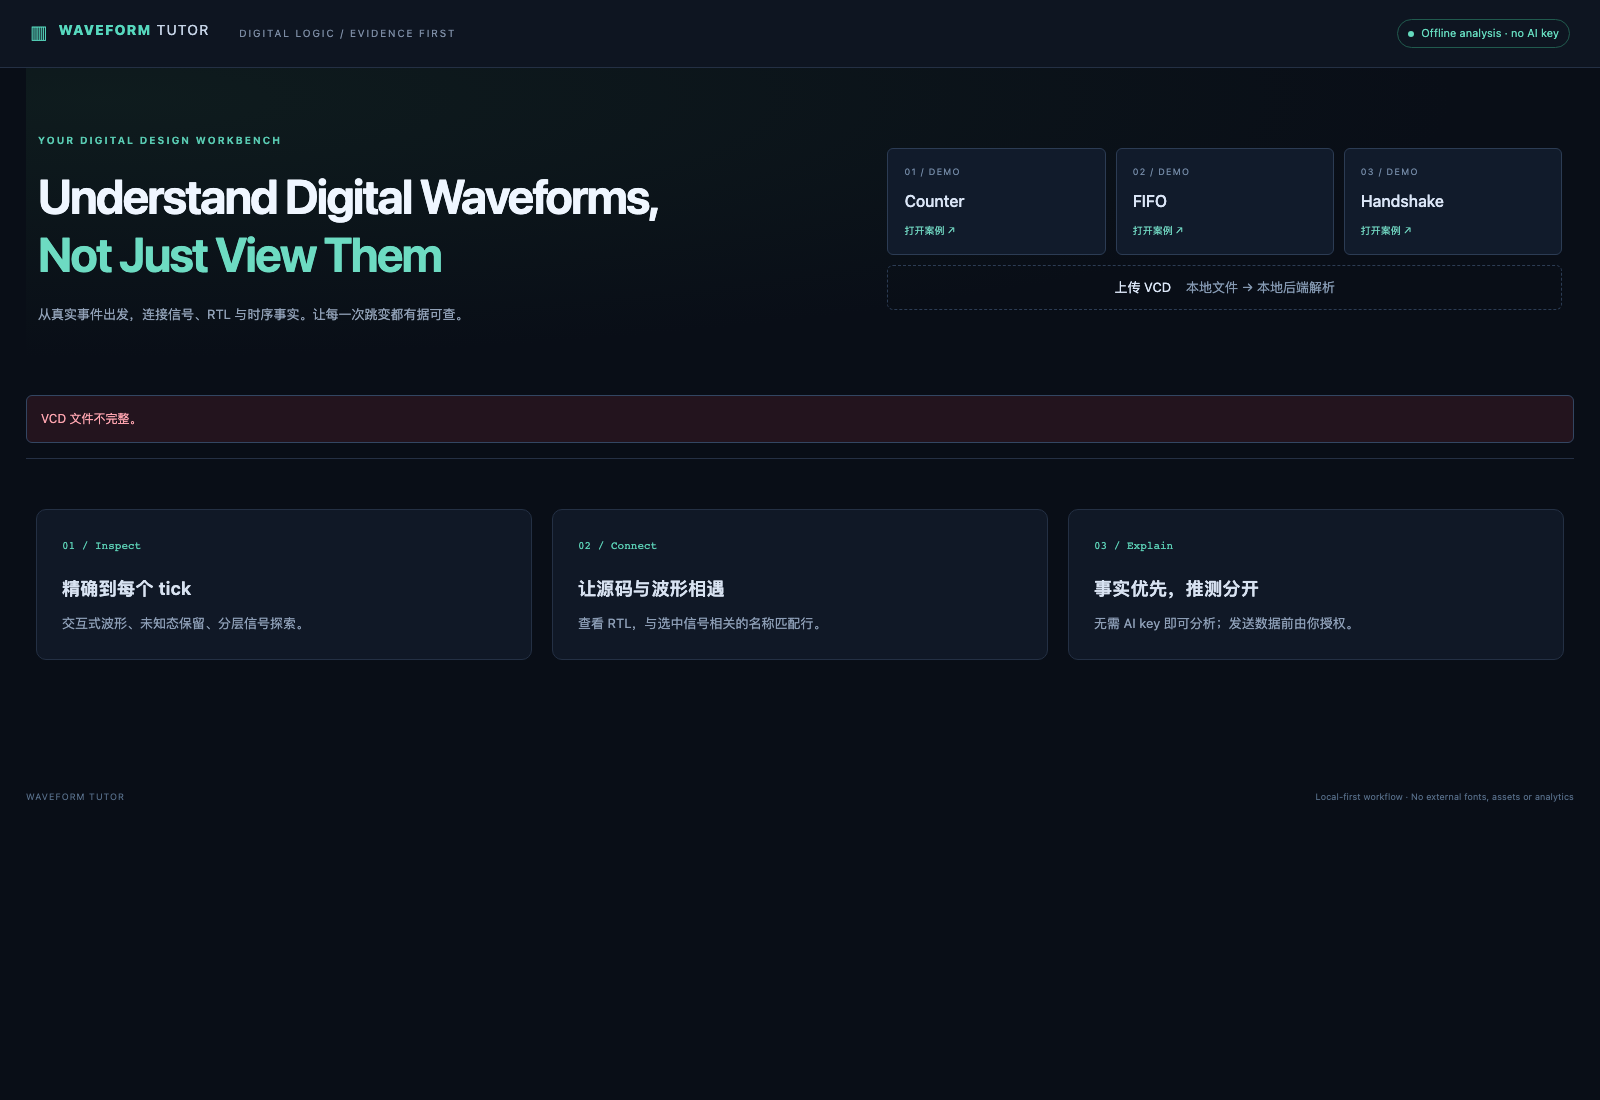 WAVEFORM TUTOR
DIGITAL LOGIC / EVIDENCE FIRST
Offline analysis · no AI key
YOUR DIGITAL DESIGN WORKBENCH
Understand Digital Waveforms,
Not Just View Them
从真实事件出发，连接信号、RTL 与时序事实。让每一次跳变都有据可查。
01 / DEMO
Counter
打开案例 ↗
02 / DEMO
FIFO
打开案例 ↗
03 / DEMO
Handshake
打开案例 ↗
上传 VCD 本地文件 → 本地后端解析
VCD 文件不完整。
01 / Inspect
精确到每个 tick
交互式波形、未知态保留、分层信号探索。
02 / Connect
让源码与波形相遇
查看 RTL，与选中信号相关的名称匹配行。
03 / Explain
事实优先，推测分开
无需 AI key 即可分析；发送数据前由你授权。
WAVEFORM TUTOR
Local-first workflow · No external fonts, assets or analytics